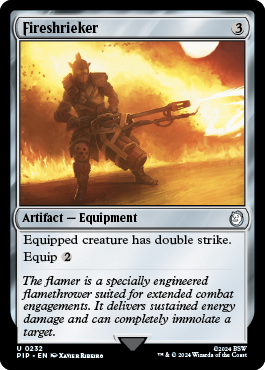 Fireshrieker 3
Artifact — Equipment
Equipped creature has double strike.
Equip 2
The flamer is a specially engineered
flamethrower suited for extended combat
engagements. It delivers sustained energy
damage and can completely immolate a
target.
U 0232 ©2024 BSW
PIP • EN Xavier Ribeiro ™ & © 2024 Wizards of the Coast